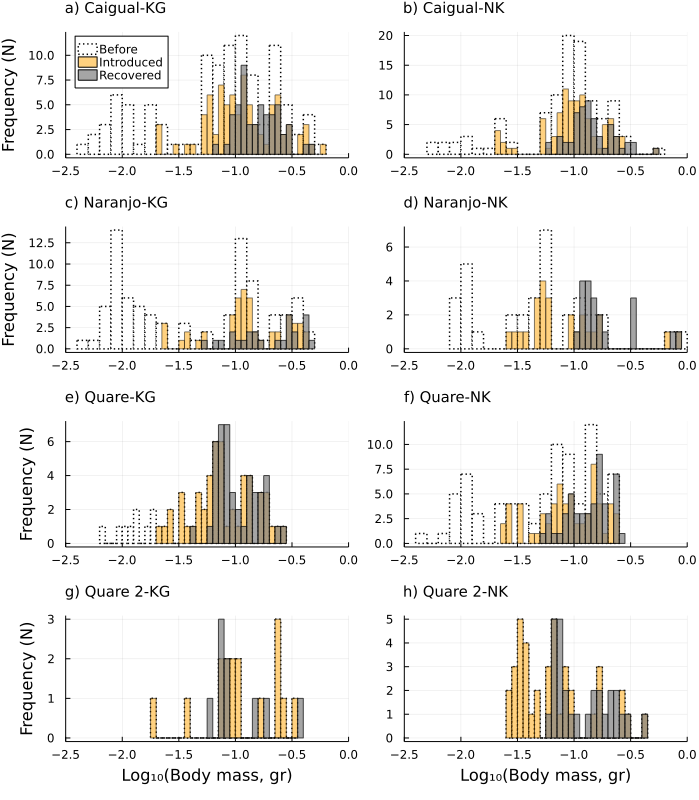 a) Caigual-KG
b) Caigual-NK
Frequency (N)
12.5
10.0
7.5
5.0
2.5
0.0
Before
Introduced
Recovered
20
15
10
5
0
−2.5 −2.0 −1.5 −1.0 −0.5 0.0
−2.5 −2.0 −1.5 −1.0 −0.5 0.0
c) Naranjo-KG
d) Naranjo-NK
Frequency (N)
12.5
10.0
7.5
5.0
2.5
0.0
6
4
2
0
−2.5 −2.0 −1.5 −1.0 −0.5 0.0
−2.5 −2.0 −1.5 −1.0 −0.5 0.0
e) Quare-KG
f) Quare-NK
Frequency (N)
6
4
2
0
10.0
7.5
5.0
2.5
0.0
−2.5 −2.0 −1.5 −1.0 −0.5 0.0
−2.5 −2.0 −1.5 −1.0 −0.5 0.0
g) Quare 2-KG
h) Quare 2-NK
Frequency (N)
3
2
1
0
5
4
3
2
1
0
−2.5 −2.0 −1.5 −1.0 −0.5 0.0
−2.5 −2.0 −1.5 −1.0 −0.5 0.0
Log₁₀(Body mass, gr)
Log₁₀(Body mass, gr)